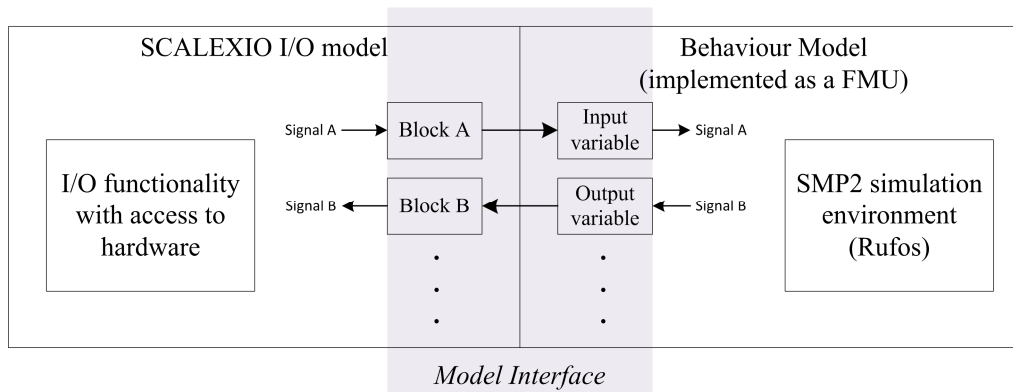 SCALEXIO I/O model
Behaviour Model
(implemented as a FMU)
Signal A
Block A
Input
variable
Signal A
I/O functionality
with access to
hardware
Signal B
Block B
Output
variable
Signal B
SMP2 simulation
environment
(Rufos)
Model Interface